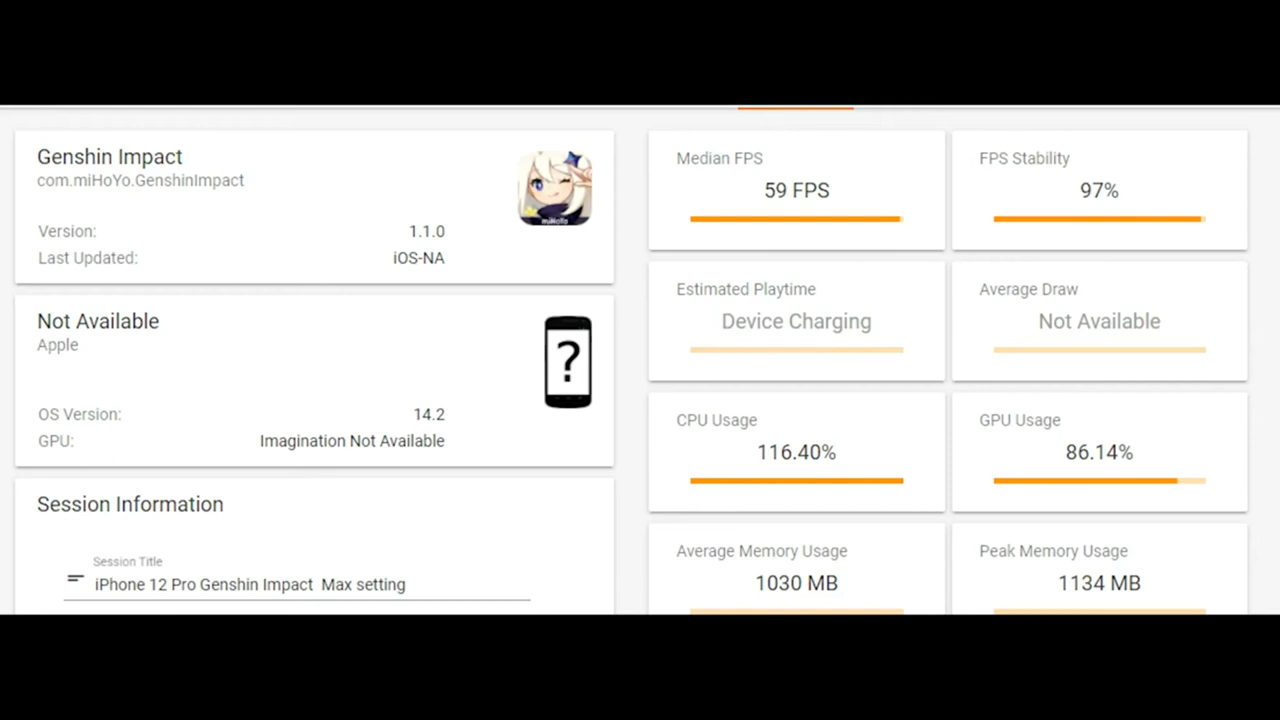 Genshin Impact
com.miHoYo.GenshinImpact
miHoYo
Version: 1.1.0
Last Updated: iOS-NA
Not Available
Apple
?
OS Version: 14.2
GPU: Imagination Not Available
Session Information
Session Title
iPhone 12 Pro Genshin Impact  Max setting
Median FPS
59 FPS
FPS Stability
97%
Estimated Playtime
Device Charging
Average Draw
Not Available
CPU Usage
116.40%
GPU Usage
86.14%
Average Memory Usage
1030 MB
Peak Memory Usage
1134 MB